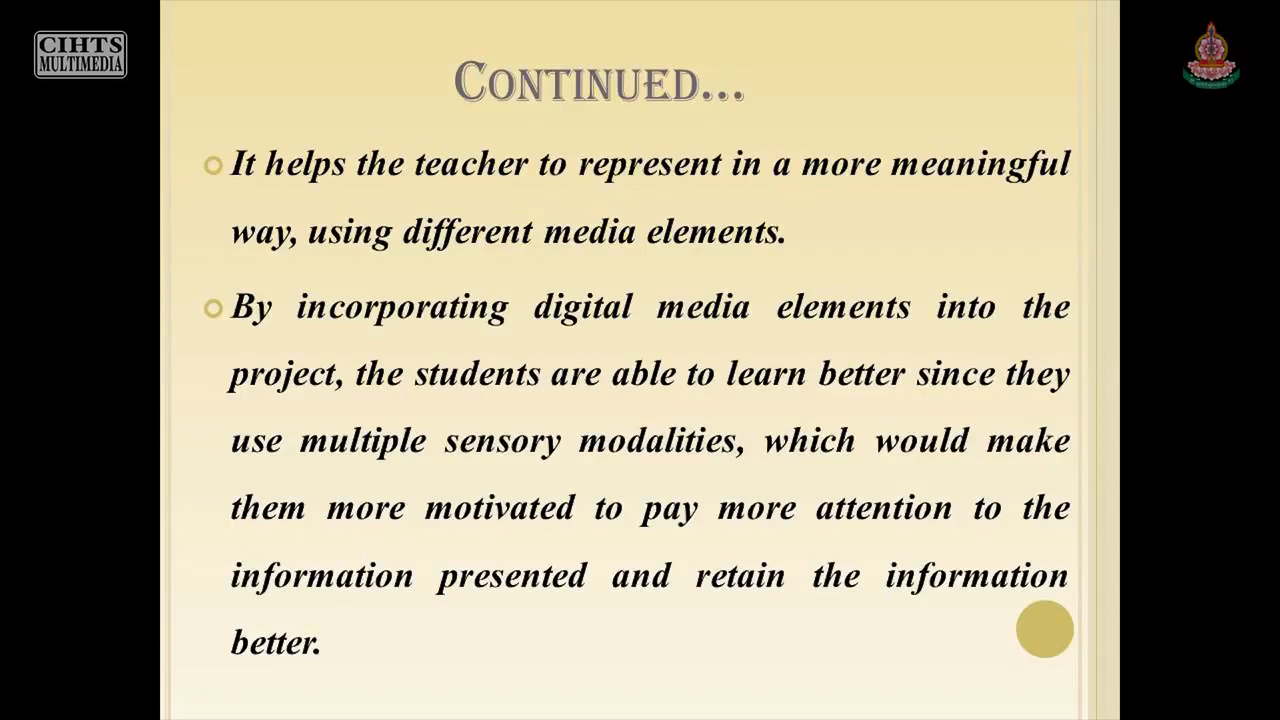 CIHTS
MULTIMEDIA
CONTINUED...
It helps the teacher to represent in a more meaningful
way, using different media elements.
By incorporating digital media elements into the
project, the students are able to learn better since they
use multiple sensory modalities, which would make
them more motivated to pay more attention to the
information presented and retain the information
better.